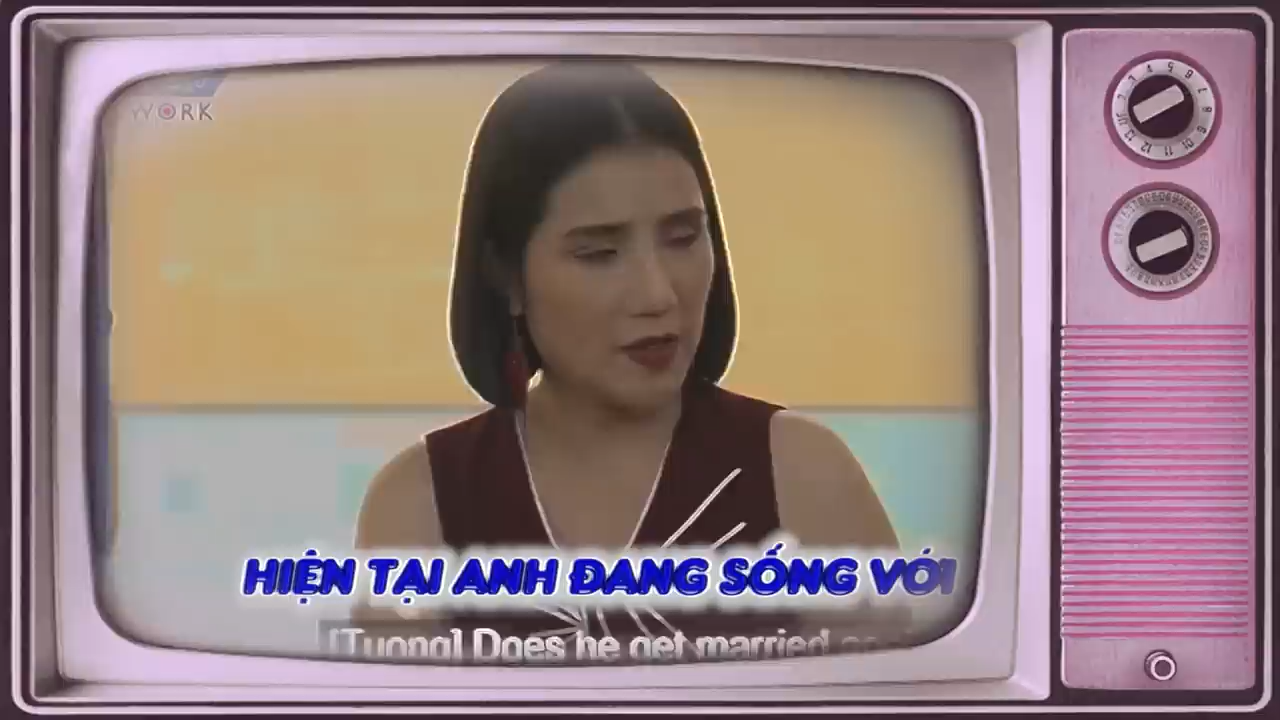 WORK
HIỆN TẠI ANH ĐANG SỐNG VỚI
[Tuong] Does he get married